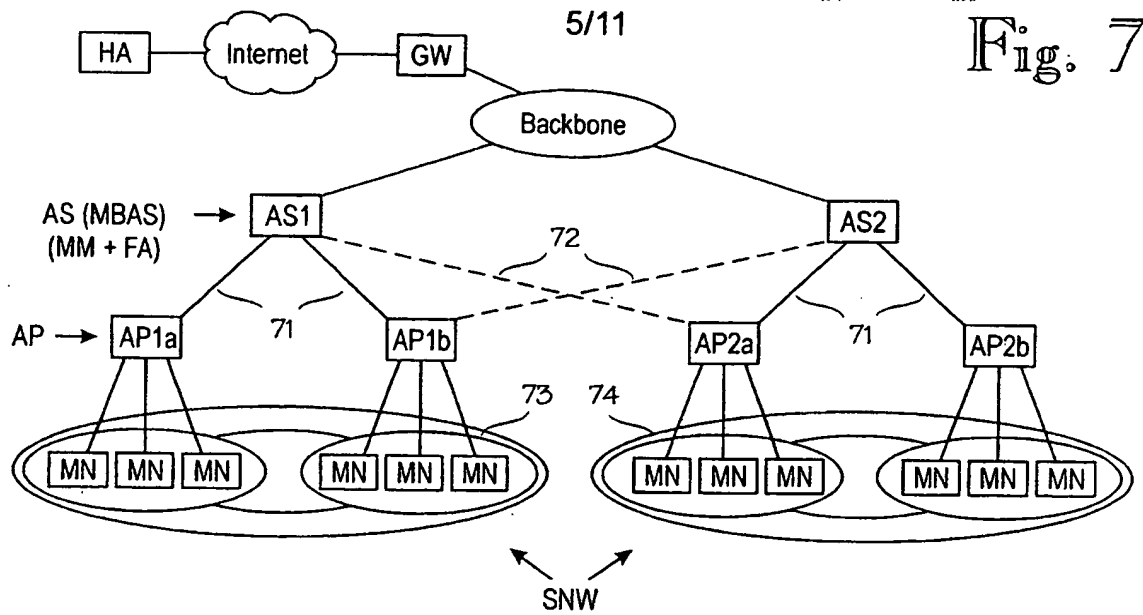 5/11
Fig. 7
HA
Internet
GW
Backbone
AS (MBAS)
(MM + FA)
AS1
AS2
72
71
71
AP
AP1a
AP1b
AP2a
AP2b
73
74
MN MN MN
MN MN MN
MN MN MN
MN MN MN
SNW